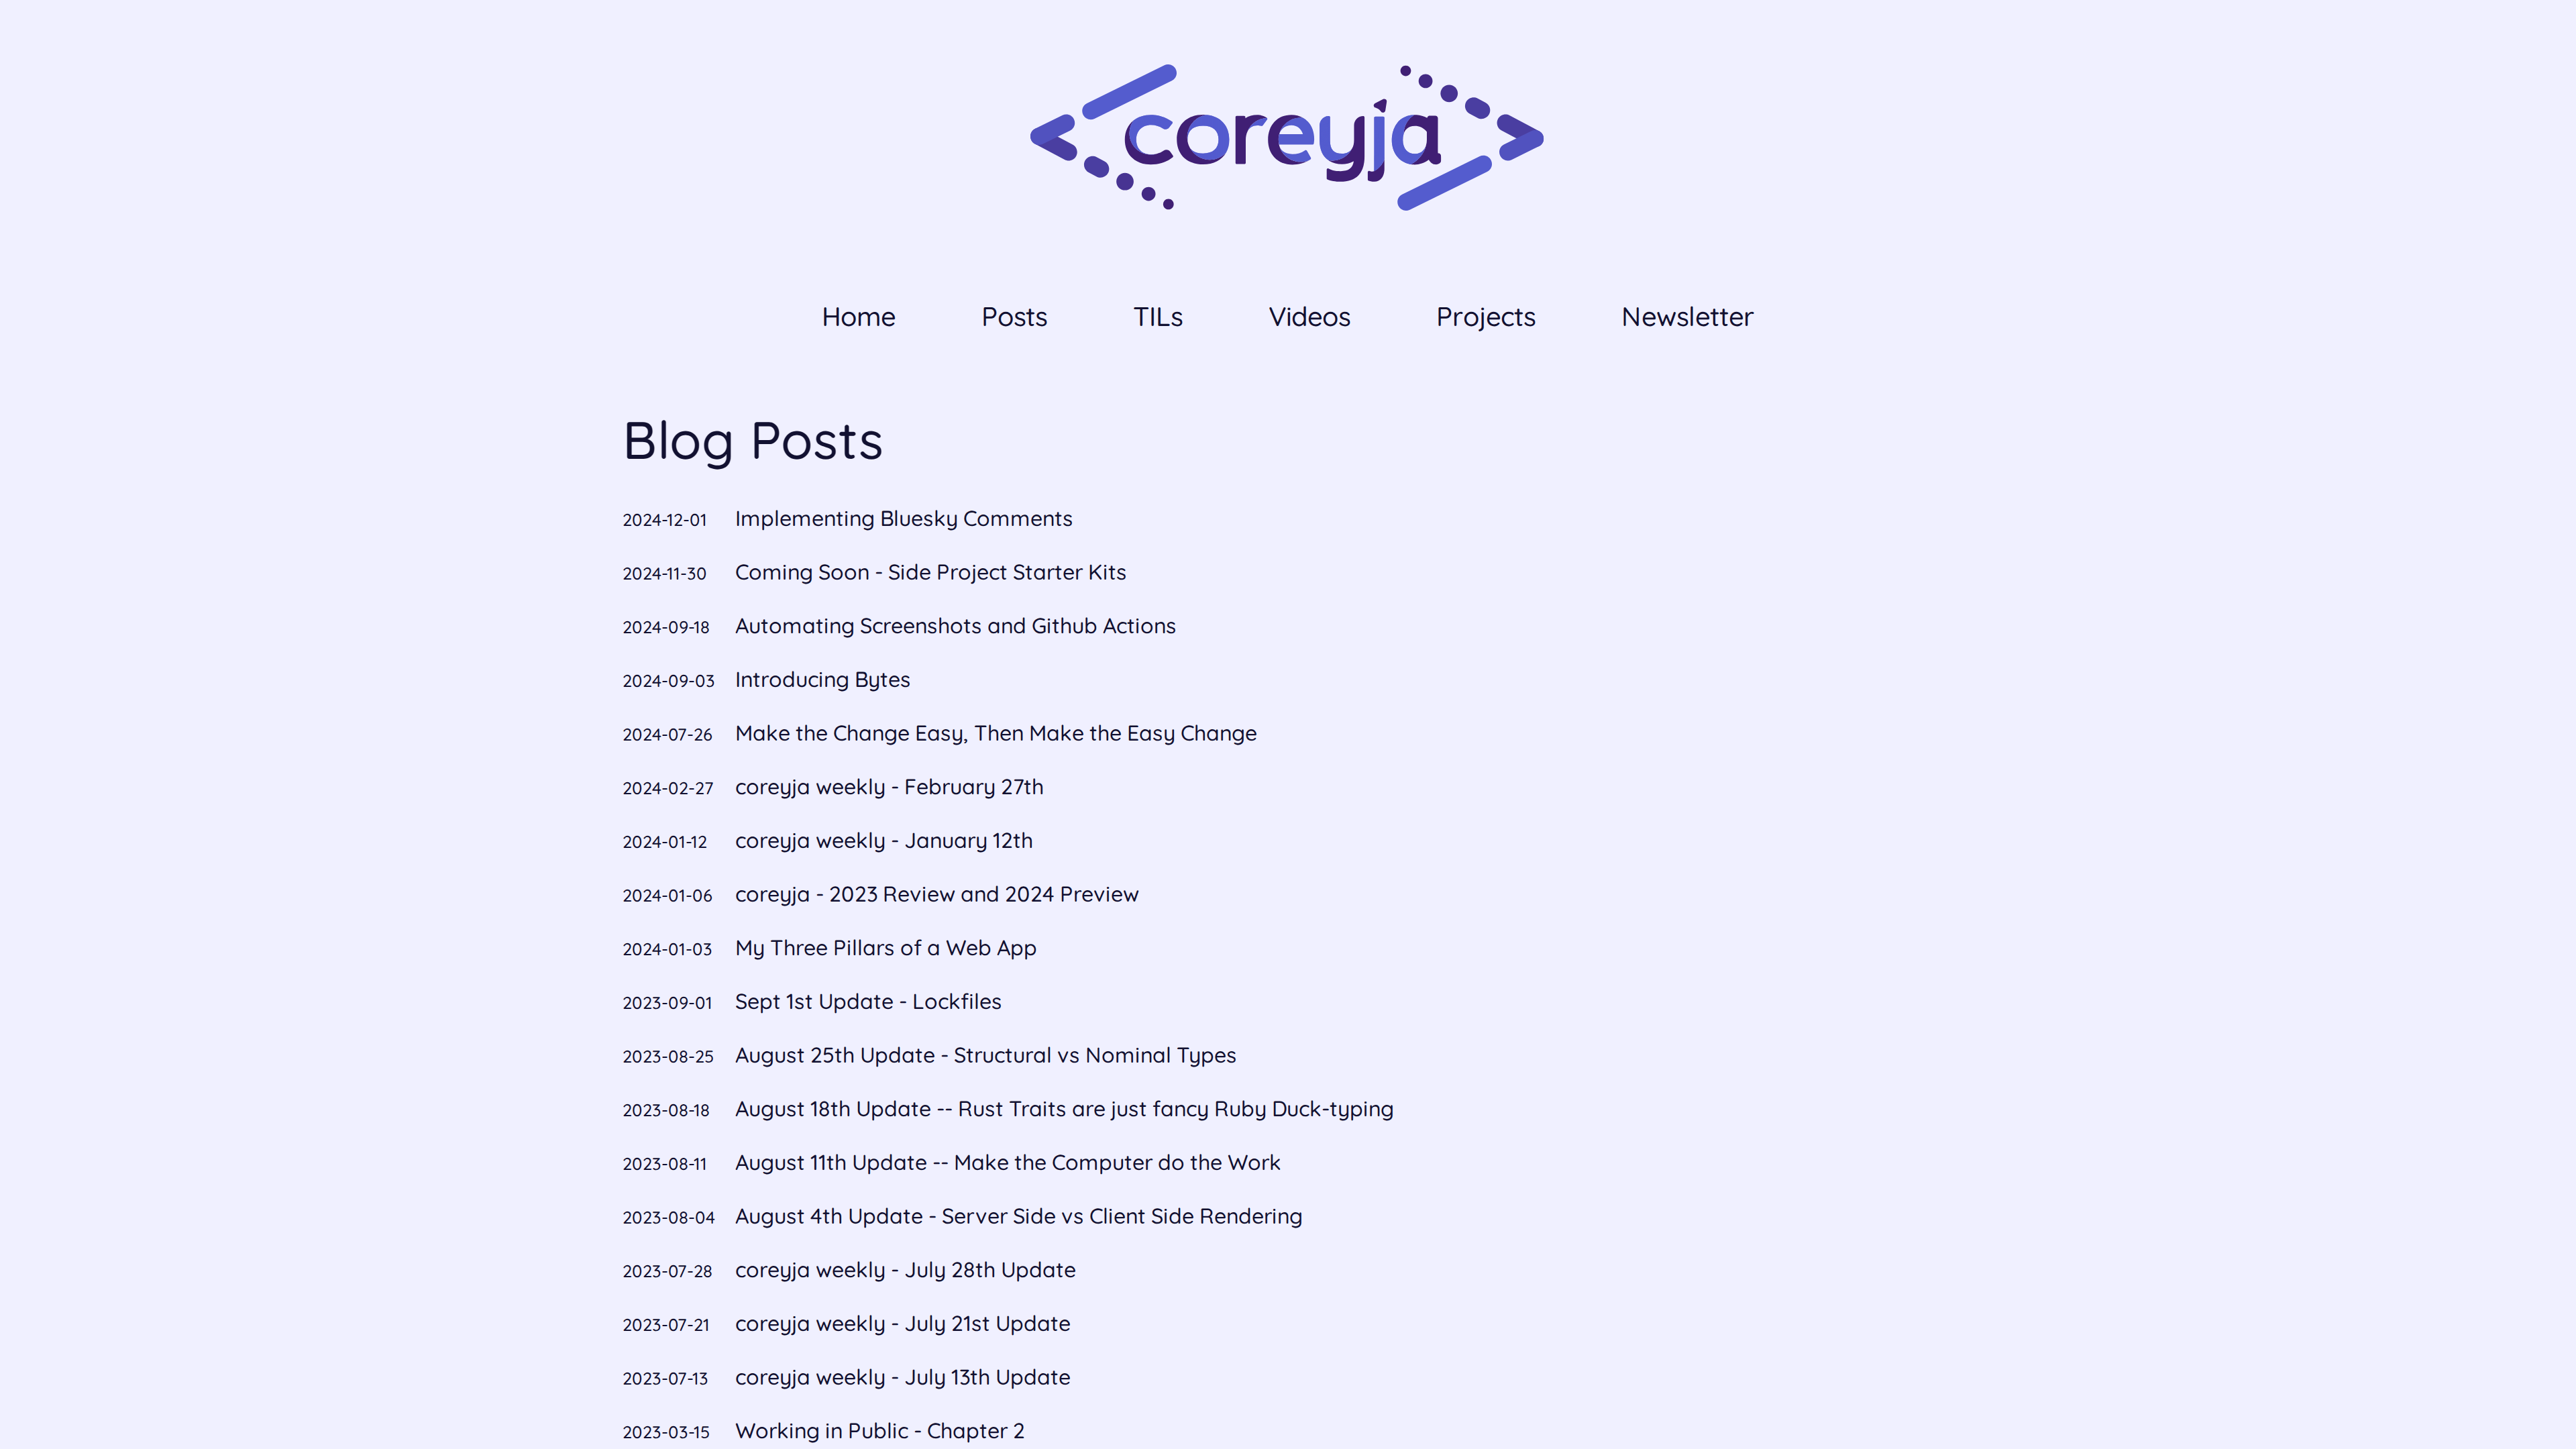 coreyja
Home Posts TILs Videos Projects Newsletter
Blog Posts
2024-12-01 Implementing Bluesky Comments
2024-11-30 Coming Soon - Side Project Starter Kits
2024-09-18 Automating Screenshots and Github Actions
2024-09-03 Introducing Bytes
2024-07-26 Make the Change Easy, Then Make the Easy Change
2024-02-27 coreyja weekly - February 27th
2024-01-12 coreyja weekly - January 12th
2024-01-06 coreyja - 2023 Review and 2024 Preview
2024-01-03 My Three Pillars of a Web App
2023-09-01 Sept 1st Update - Lockfiles
2023-08-25 August 25th Update - Structural vs Nominal Types
2023-08-18 August 18th Update -- Rust Traits are just fancy Ruby Duck-typing
2023-08-11 August 11th Update -- Make the Computer do the Work
2023-08-04 August 4th Update - Server Side vs Client Side Rendering
2023-07-28 coreyja weekly - July 28th Update
2023-07-21 coreyja weekly - July 21st Update
2023-07-13 coreyja weekly - July 13th Update
2023-03-15 Working in Public - Chapter 2